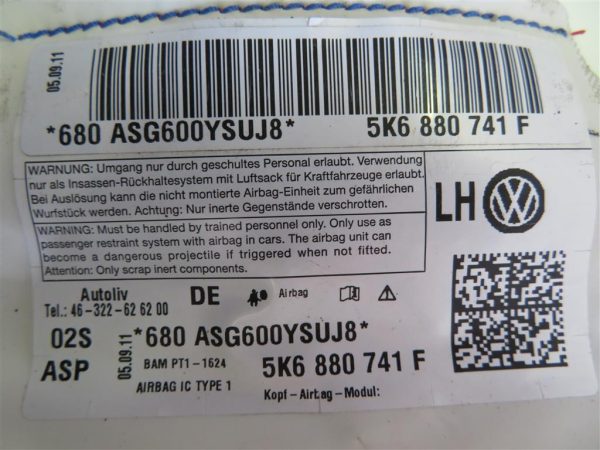 05.09.11
*680 ASG600YSUJ8* 5K6 880 741 F
WARNING: Umgang nur durch geschultes Personal erlaubt. Verwendung
nur als Insassen-Rückhaltesystem mit Luftsack für Kraftfahrzeuge erlaubt.
Bei Auslösung kann die nicht montierte Airbag-Einheit zum gefährlichen
Wurfstück werden. Achtung: Nur inerte Gegenstände verschrotten.
WARNING: Must be handled by trained personnel only. Only use as
passenger restraint system with airbag in cars. The airbag unit can
become a dangerous projectile if triggered when not fitted.
Attention: Only scrap inert components.
LH
Autoliv DE Airbag
Tel.: 46-322-62 62 00
02S 05.09.11 *680 ASG600YSUJ8*
ASP BAM PT1-1624 5K6 880 741 F
AIRBAG IC TYPE 1 Kopf-Airbag-Modul: